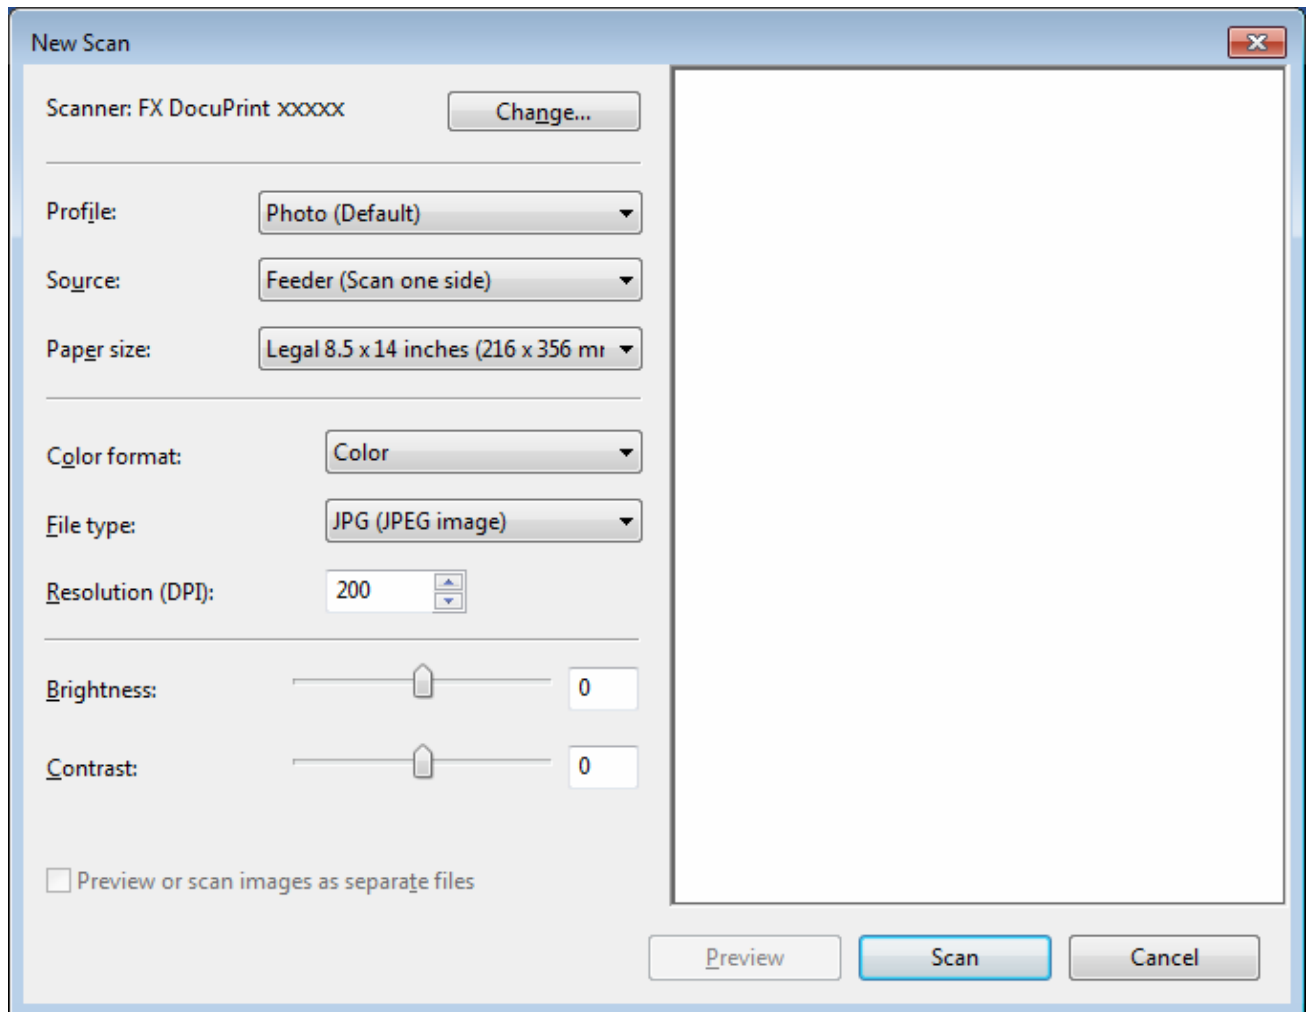 New Scan
Scanner: FX DocuPrint xxxxx
Change...
Profile:
Photo (Default)
Source:
Feeder (Scan one side)
Paper size:
Legal 8.5 x 14 inches (216 x 356 mm
Color format:
Color
File type:
JPG (JPEG image)
Resolution (DPI):
200
Brightness:
0
Contrast:
0
Preview or scan images as separate files
Preview
Scan
Cancel